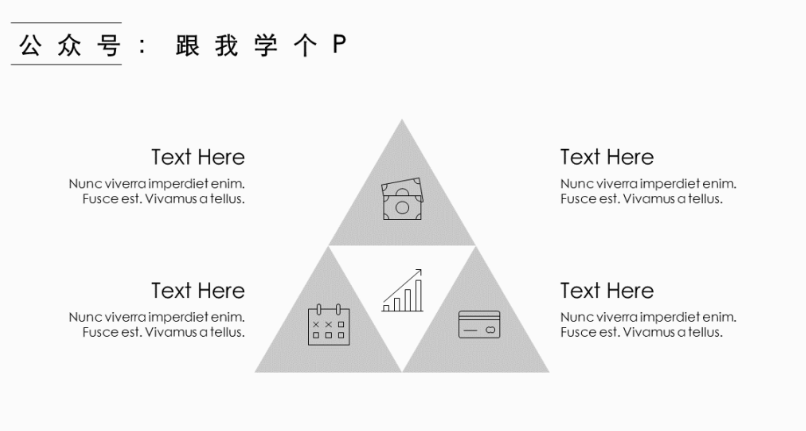 公众号：跟我学个P
Text Here
Nunc viverra imperdiet enim.
Fusce est. Vivamus a tellus.
Text Here
Nunc viverra imperdiet enim.
Fusce est. Vivamus a tellus.
Text Here
Nunc viverra imperdiet enim.
Fusce est. Vivamus a tellus.
Text Here
Nunc viverra imperdiet enim.
Fusce est. Vivamus a tellus.